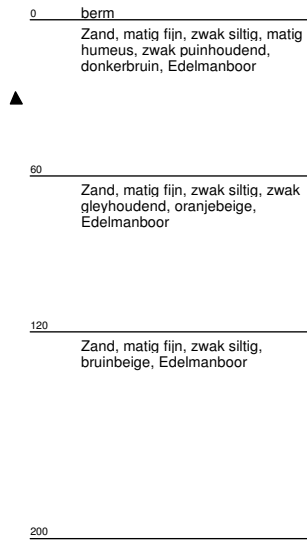 0 berm
Zand, matig fijn, zwak siltig, matig
humeus, zwak puinhoudend,
donkerbruin, Edelmanboor
60
Zand, matig fijn, zwak siltig, zwak
gleyhoudend, oranjebeige,
Edelmanboor
120
Zand, matig fijn, zwak siltig,
bruinbeige, Edelmanboor
200